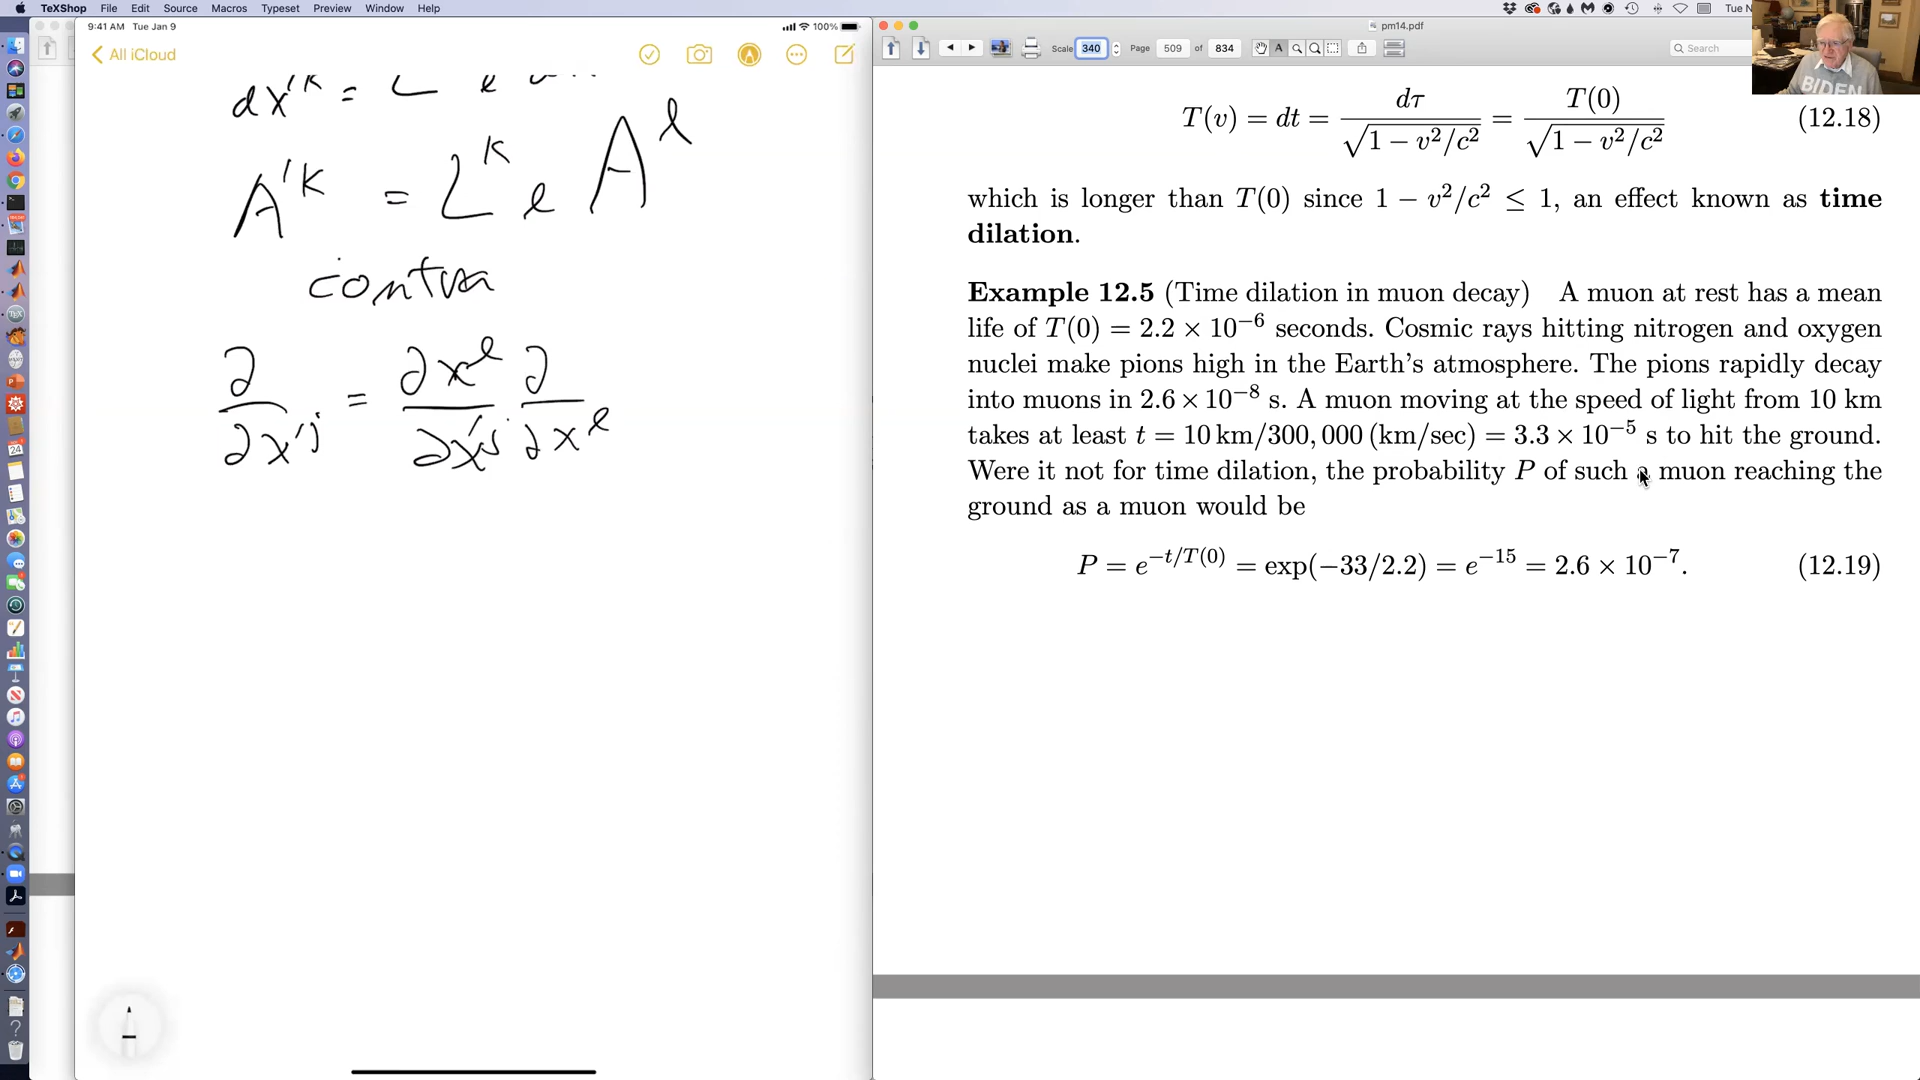 TeXShop File Edit Source Macros Typeset Preview Window Help
9:41 AM Tue Jan 9
100%
All iCloud
dx'^k = L l
A'^k = L^k l A^l
contra
∂/∂x'^j = ∂x^l/∂x'^j ∂/∂x^l
pm14.pdf
Scale 340 Page 509 of 834 Search
BIDEN
T(v) = dt = dτ/√(1 − v²/c²) = T(0)/√(1 − v²/c²) (12.18)
which is longer than T(0) since 1 − v²/c² ≤ 1, an effect known as time
dilation.
Example 12.5 (Time dilation in muon decay) A muon at rest has a mean
life of T(0) = 2.2 × 10⁻⁶ seconds. Cosmic rays hitting nitrogen and oxygen
nuclei make pions high in the Earth's atmosphere. The pions rapidly decay
into muons in 2.6 × 10⁻⁸ s. A muon moving at the speed of light from 10 km
takes at least t = 10 km/300,000 (km/sec) = 3.3 × 10⁻⁵ s to hit the ground.
Were it not for time dilation, the probability P of such a muon reaching the
ground as a muon would be
P = e^(−t/T(0)) = exp(−33/2.2) = e⁻¹⁵ = 2.6 × 10⁻⁷. (12.19)